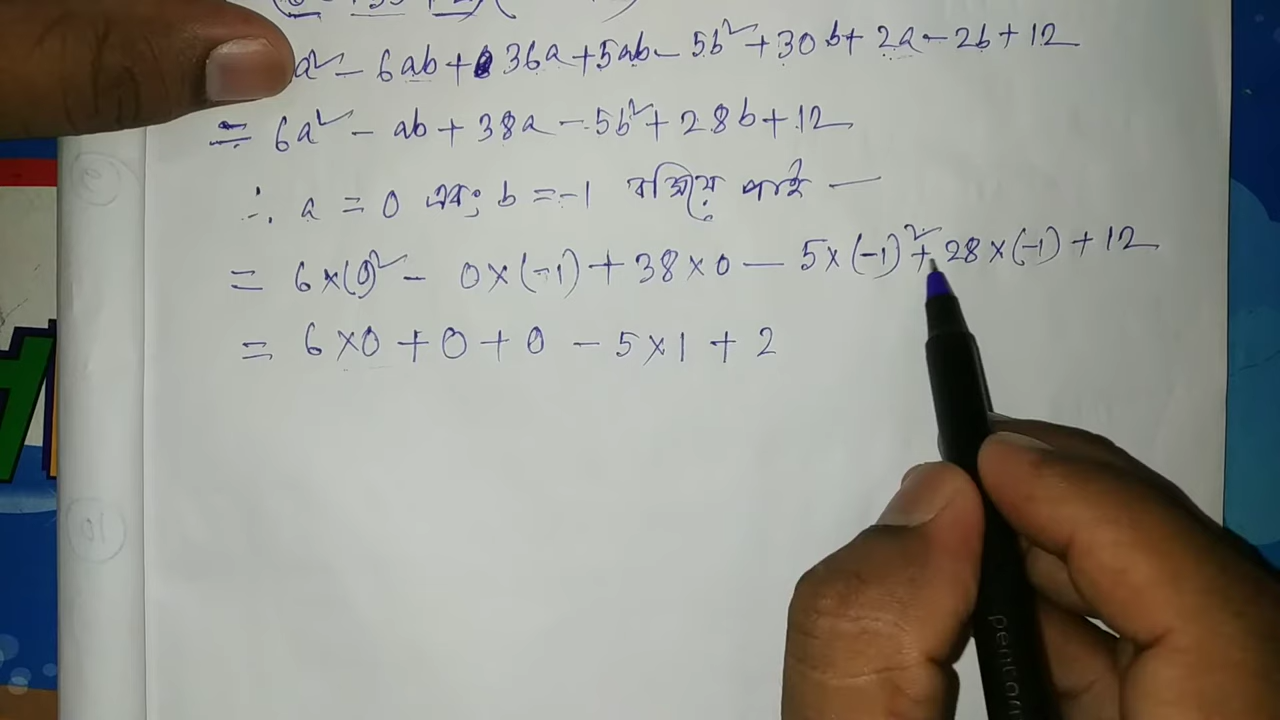 a² - 6ab + 36a + 5ab - 5b² + 30b + 2a - 2b + 12
= 6a² - ab + 38a - 5b² + 28b + 12
∴ a = 0 এবং b = -1 বসিয়ে পাই —
= 6×(0)² - 0×(-1) + 38×0 - 5×(-1)² + 28×(-1) + 12
= 6×0 + 0 + 0 - 5×1 + 2